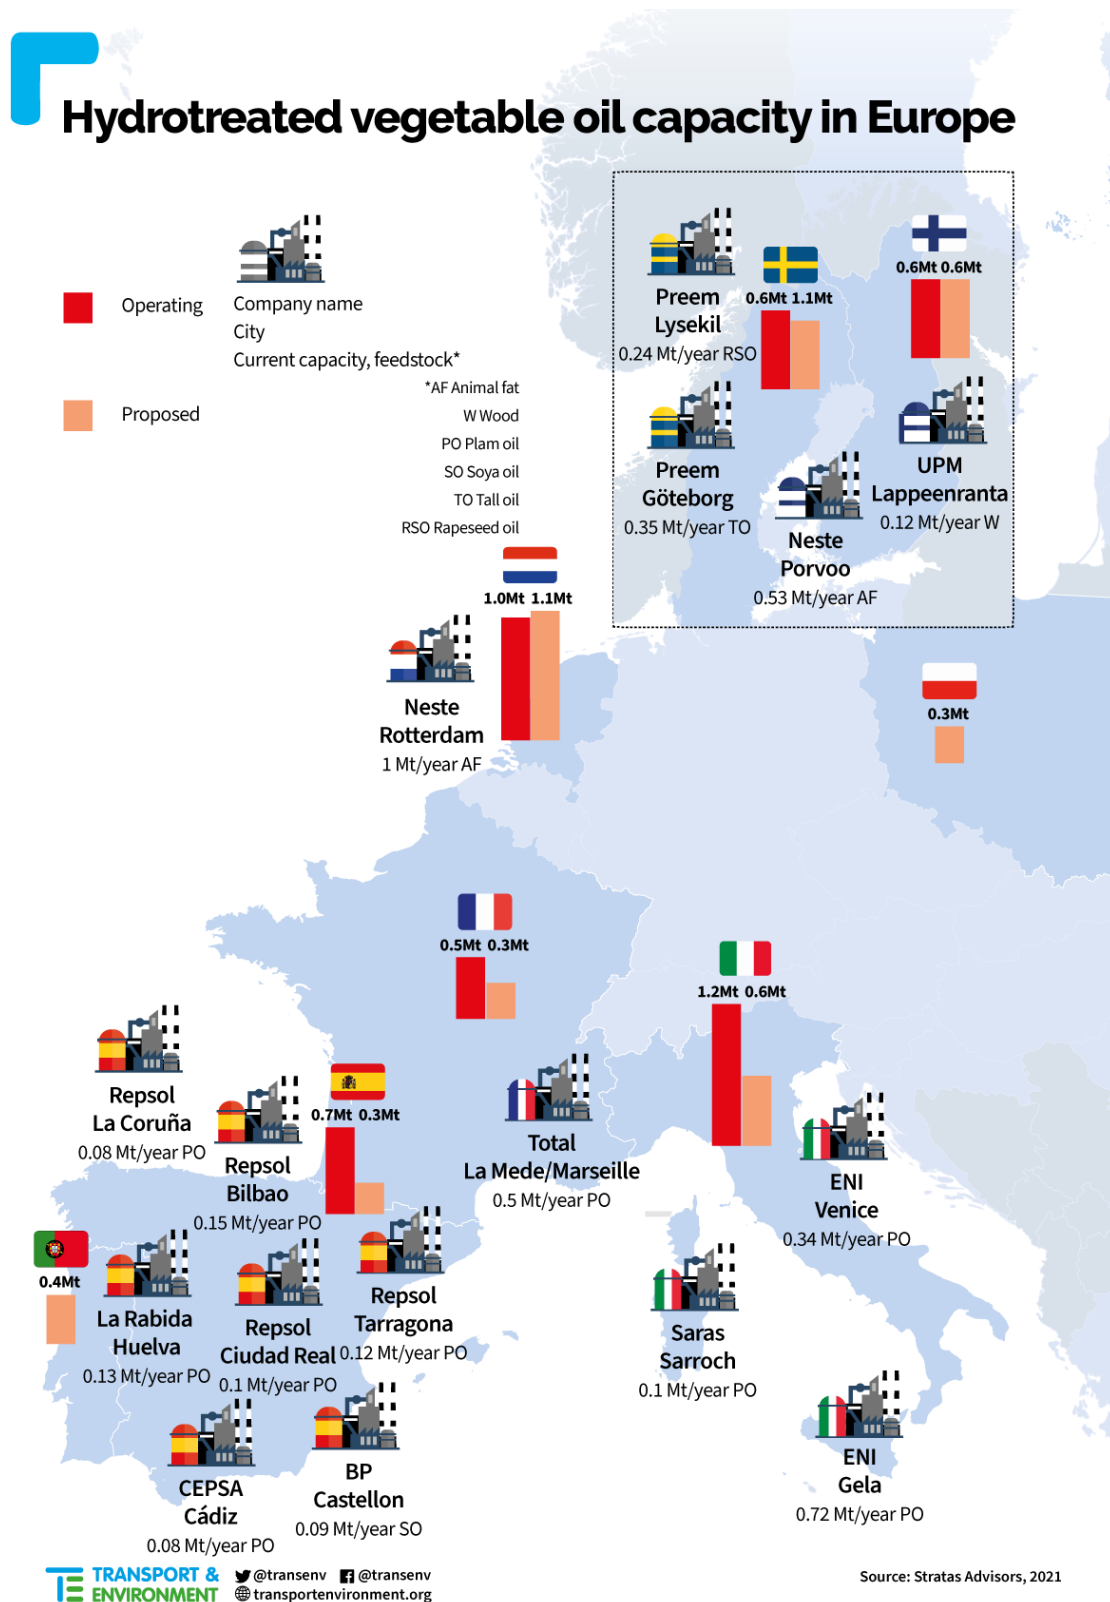 Hydrotreated vegetable oil capacity in Europe
Operating
Proposed
Company name
City
Current capacity, feedstock*
*AF Animal fat
W Wood
PO Plam oil
SO Soya oil
TO Tall oil
RSO Rapeseed oil
Preem
Lysekil
0.24 Mt/year RSO
0.6Mt 1.1Mt
0.6Mt 0.6Mt
Preem
Göteborg
0.35 Mt/year TO
UPM
Lappeenranta
0.12 Mt/year W
Neste
Porvoo
0.53 Mt/year AF
1.0Mt 1.1Mt
Neste
Rotterdam
1 Mt/year AF
0.3Mt
0.5Mt 0.3Mt
1.2Mt 0.6Mt
Repsol
La Coruña
0.08 Mt/year PO
Repsol
Bilbao
0.15 Mt/year PO
0.7Mt 0.3Mt
Total
La Mede/Marseille
0.5 Mt/year PO
ENI
Venice
0.34 Mt/year PO
0.4Mt
La Rabida
Huelva
0.13 Mt/year PO
Repsol
Ciudad Real
0.1 Mt/year PO
Repsol
Tarragona
0.12 Mt/year PO
Saras
Sarroch
0.1 Mt/year PO
CEPSA
Cádiz
0.08 Mt/year PO
BP
Castellon
0.09 Mt/year SO
ENI
Gela
0.72 Mt/year PO
TRANSPORT &
ENVIRONMENT
@transenv @transenv
transportenvironment.org
Source: Stratas Advisors, 2021